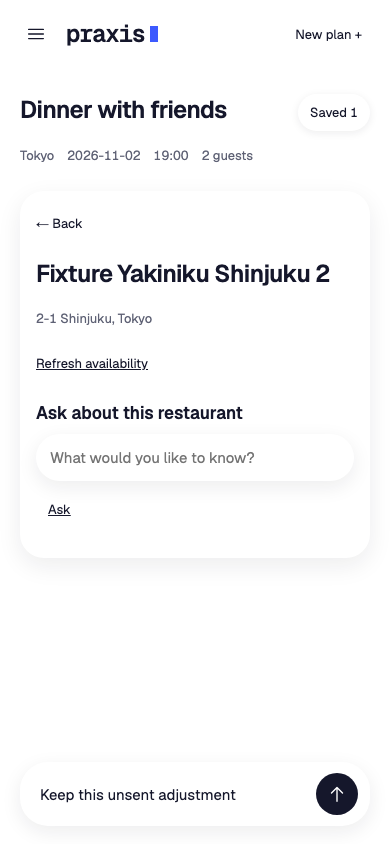 praxis
New plan +
Dinner with friends
Saved 1
Tokyo 2026-11-02 19:00 2 guests
← Back
Fixture Yakiniku Shinjuku 2
2-1 Shinjuku, Tokyo
Refresh availability
Ask about this restaurant
What would you like to know?
Ask
Keep this unsent adjustment